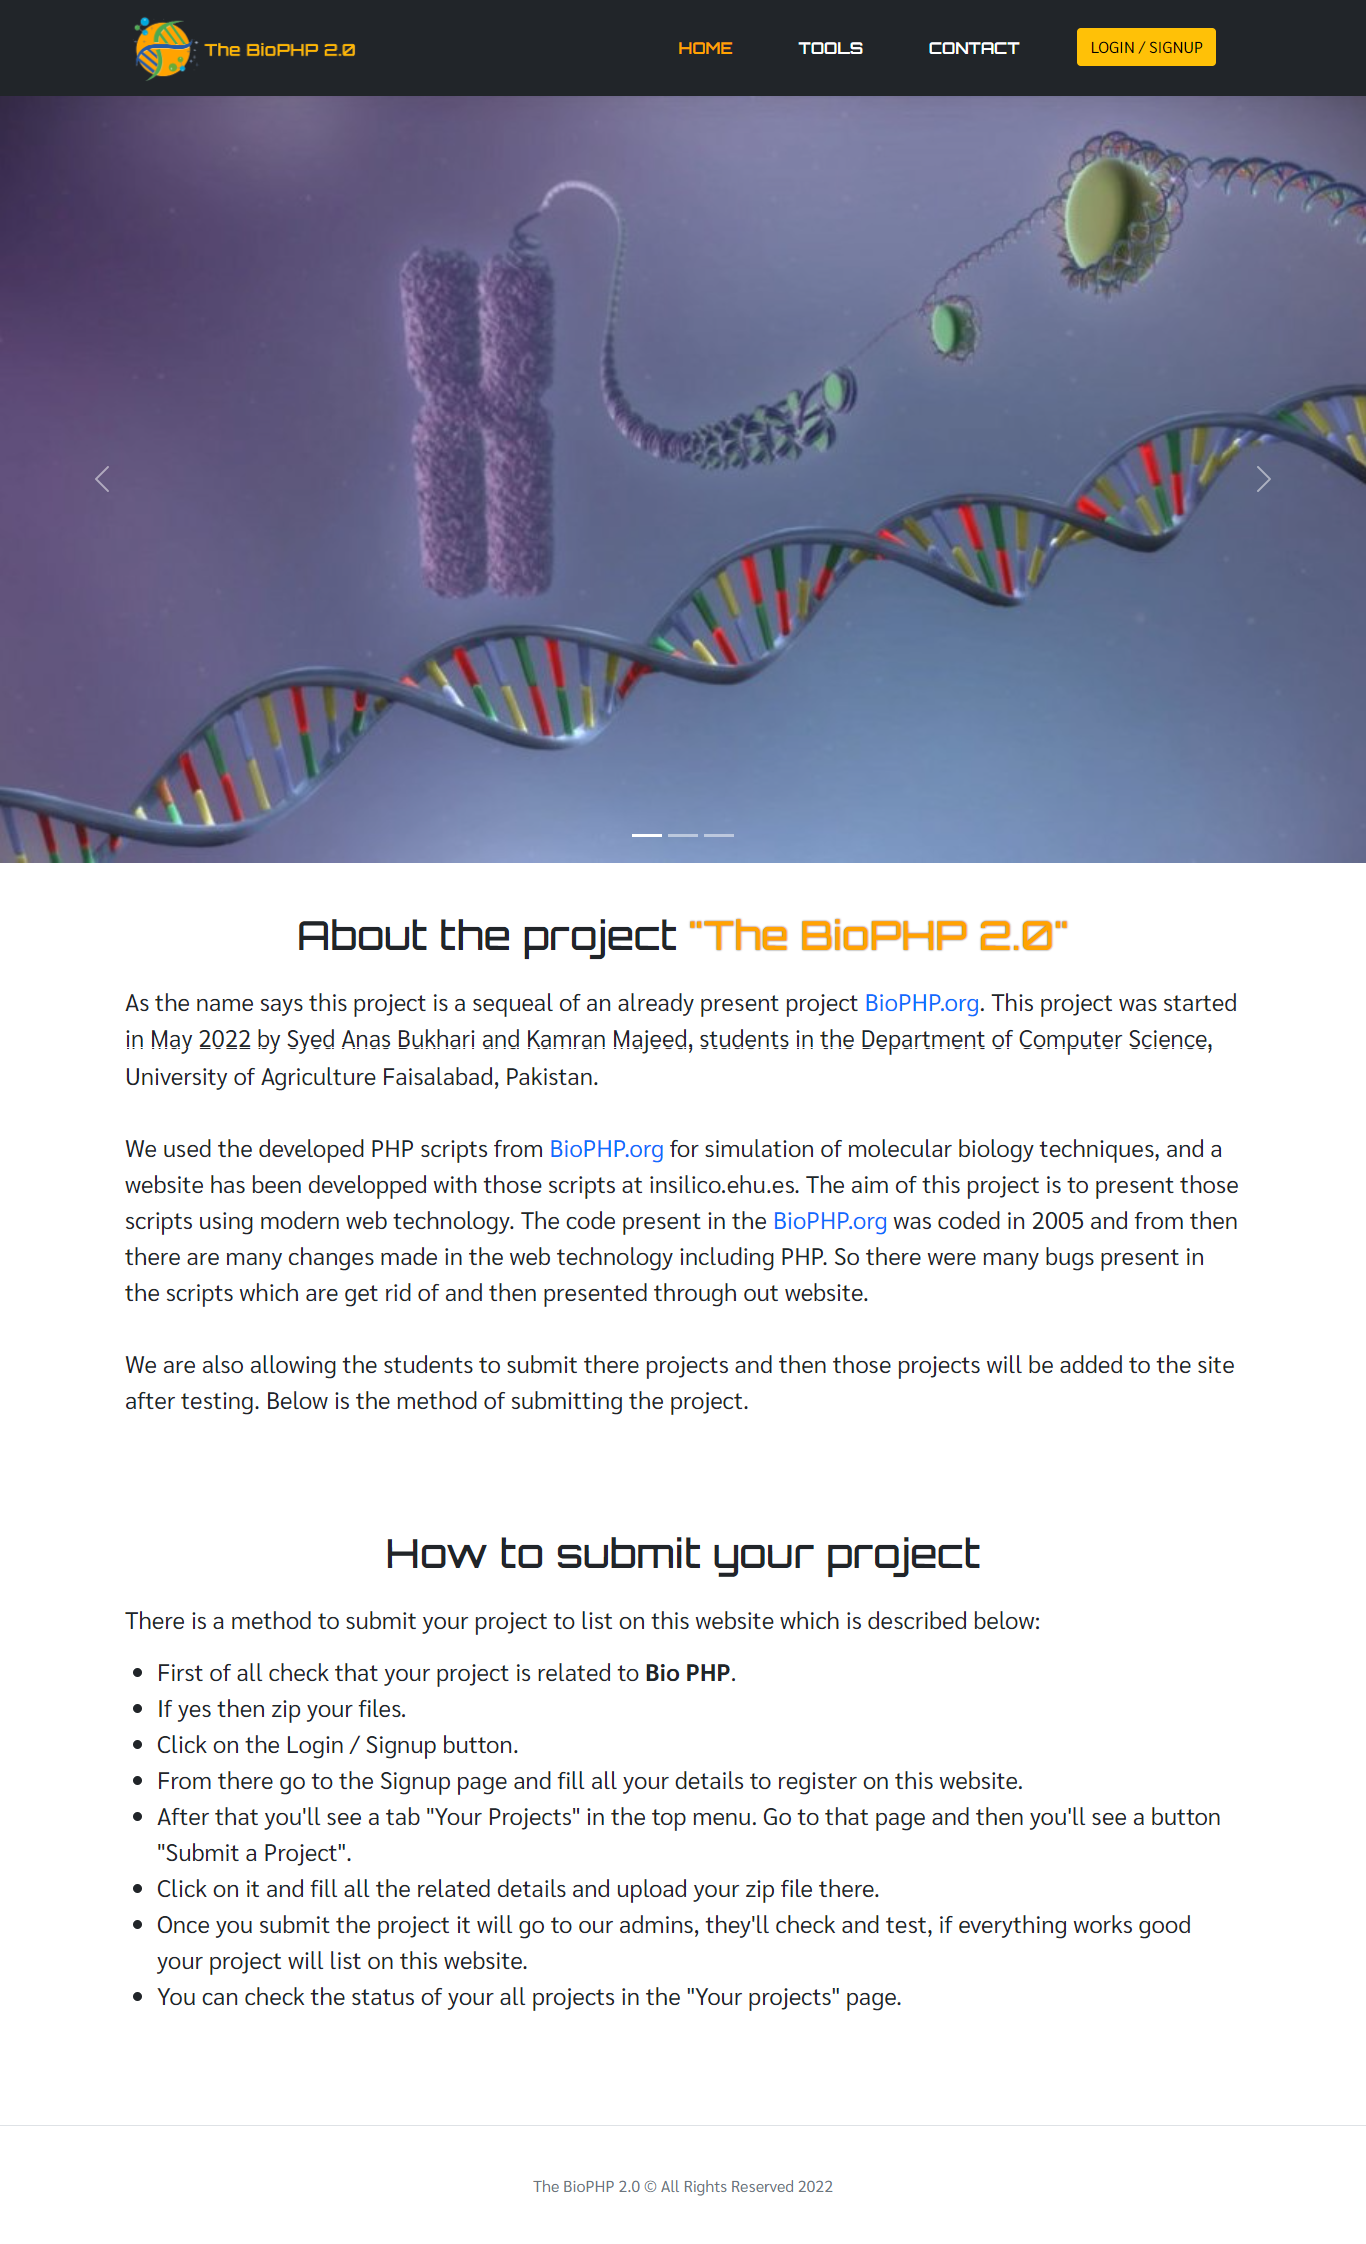 The BioPHP 2.0
HOME
TOOLS
CONTACT
LOGIN / SIGNUP
About the project "The BioPHP 2.0"
As the name says this project is a sequeal of an already present project BioPHP.org. This project was started
in May 2022 by Syed Anas Bukhari and Kamran Majeed, students in the Department of Computer Science,
University of Agriculture Faisalabad, Pakistan.
We used the developed PHP scripts from BioPHP.org for simulation of molecular biology techniques, and a
website has been developped with those scripts at insilico.ehu.es. The aim of this project is to present those
scripts using modern web technology. The code present in the BioPHP.org was coded in 2005 and from then
there are many changes made in the web technology including PHP. So there were many bugs present in
the scripts which are get rid of and then presented through out website.
We are also allowing the students to submit there projects and then those projects will be added to the site
after testing. Below is the method of submitting the project.
How to submit your project
There is a method to submit your project to list on this website which is described below:
First of all check that your project is related to Bio PHP.
If yes then zip your files.
Click on the Login / Signup button.
From there go to the Signup page and fill all your details to register on this website.
After that you'll see a tab "Your Projects" in the top menu. Go to that page and then you'll see a button
"Submit a Project".
Click on it and fill all the related details and upload your zip file there.
Once you submit the project it will go to our admins, they'll check and test, if everything works good
your project will list on this website.
You can check the status of your all projects in the "Your projects" page.
The BioPHP 2.0 © All Rights Reserved 2022